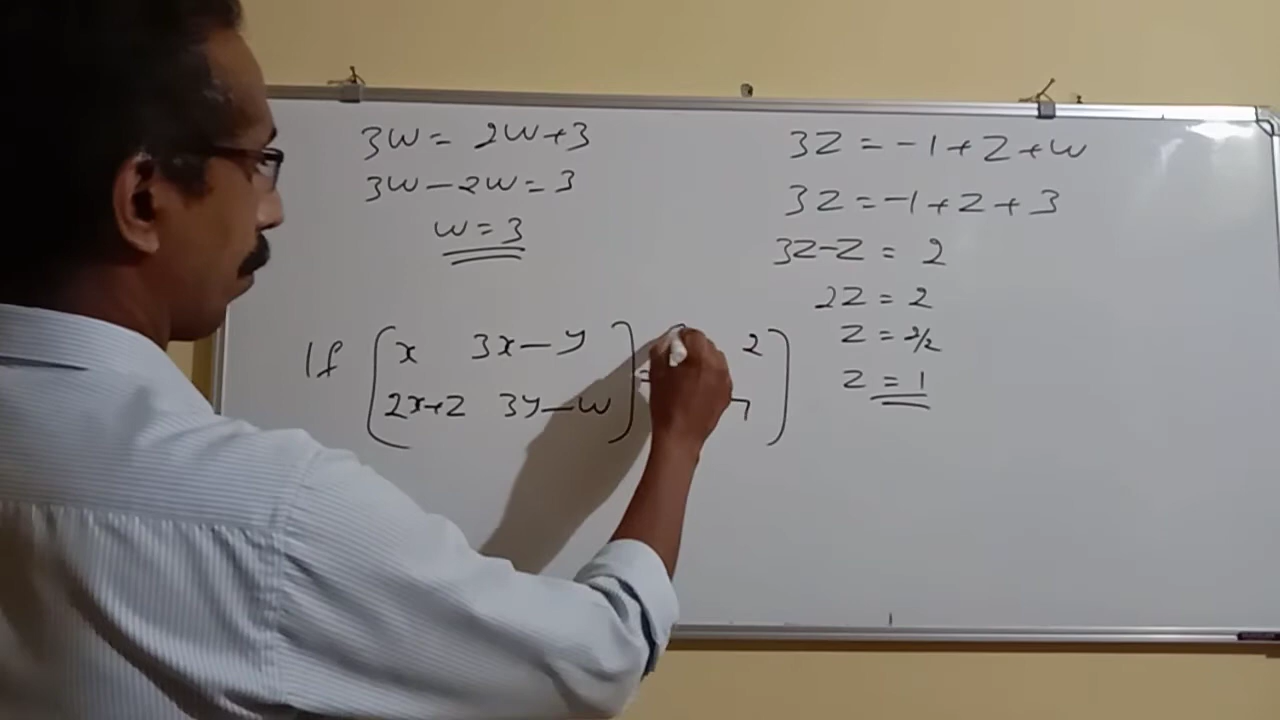 3w = 2w+3
3w-2w = 3
w = 3
3z = -1+z+w
3z = -1+z+3
3z-z = 2
2z = 2
z = 2/2
z = 1
If ( x 3x-y ) = ( 2 )
( 2x+z 3y-w ) ( 7 )